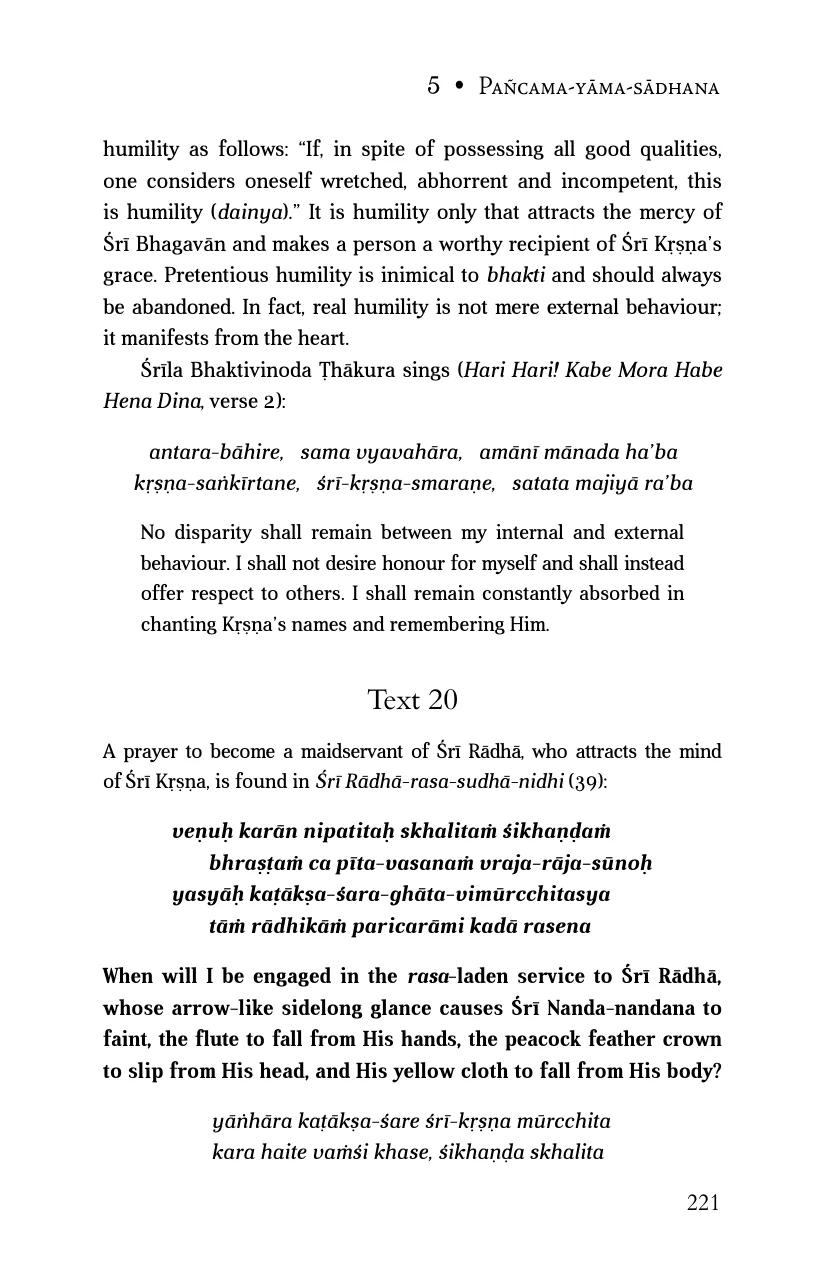 5 • Pañcama-yāma-sādhana
humility as follows: “If, in spite of possessing all good qualities,
one considers oneself wretched, abhorrent and incompetent, this
is humility (dainya).” It is humility only that attracts the mercy of
Śrī Bhagavān and makes a person a worthy recipient of Śrī Kṛṣṇa’s
grace. Pretentious humility is inimical to bhakti and should always
be abandoned. In fact, real humility is not mere external behaviour;
it manifests from the heart.
Śrīla Bhaktivinoda Ṭhākura sings (Hari Hari! Kabe Mora Habe
Hena Dina, verse 2):
antara-bāhire, sama vyavahāra, amānī mānada ha’ba
kṛṣṇa-saṅkīrtane, śrī-kṛṣṇa-smaraṇe, satata majiyā ra’ba
No disparity shall remain between my internal and external
behaviour. I shall not desire honour for myself and shall instead
offer respect to others. I shall remain constantly absorbed in
chanting Kṛṣṇa’s names and remembering Him.
Text 20
A prayer to become a maidservant of Śrī Rādhā, who attracts the mind
of Śrī Kṛṣṇa, is found in Śrī Rādhā-rasa-sudhā-nidhi (39):
veṇuḥ karān nipatitaḥ skhalitaṁ śikhaṇḍaṁ
bhraṣṭaṁ ca pīta-vasanaṁ vraja-rāja-sūnoḥ
yasyāḥ kaṭākṣa-śara-ghāta-vimūrcchitasya
tāṁ rādhikāṁ paricarāmi kadā rasena
When will I be engaged in the rasa-laden service to Śrī Rādhā,
whose arrow-like sidelong glance causes Śrī Nanda-nandana to
faint, the flute to fall from His hands, the peacock feather crown
to slip from His head, and His yellow cloth to fall from His body?
yāṅhāra kaṭākṣa-śare śrī-kṛṣṇa mūrcchita
kara haite vaṁśi khase, śikhaṇḍa skhalita
221